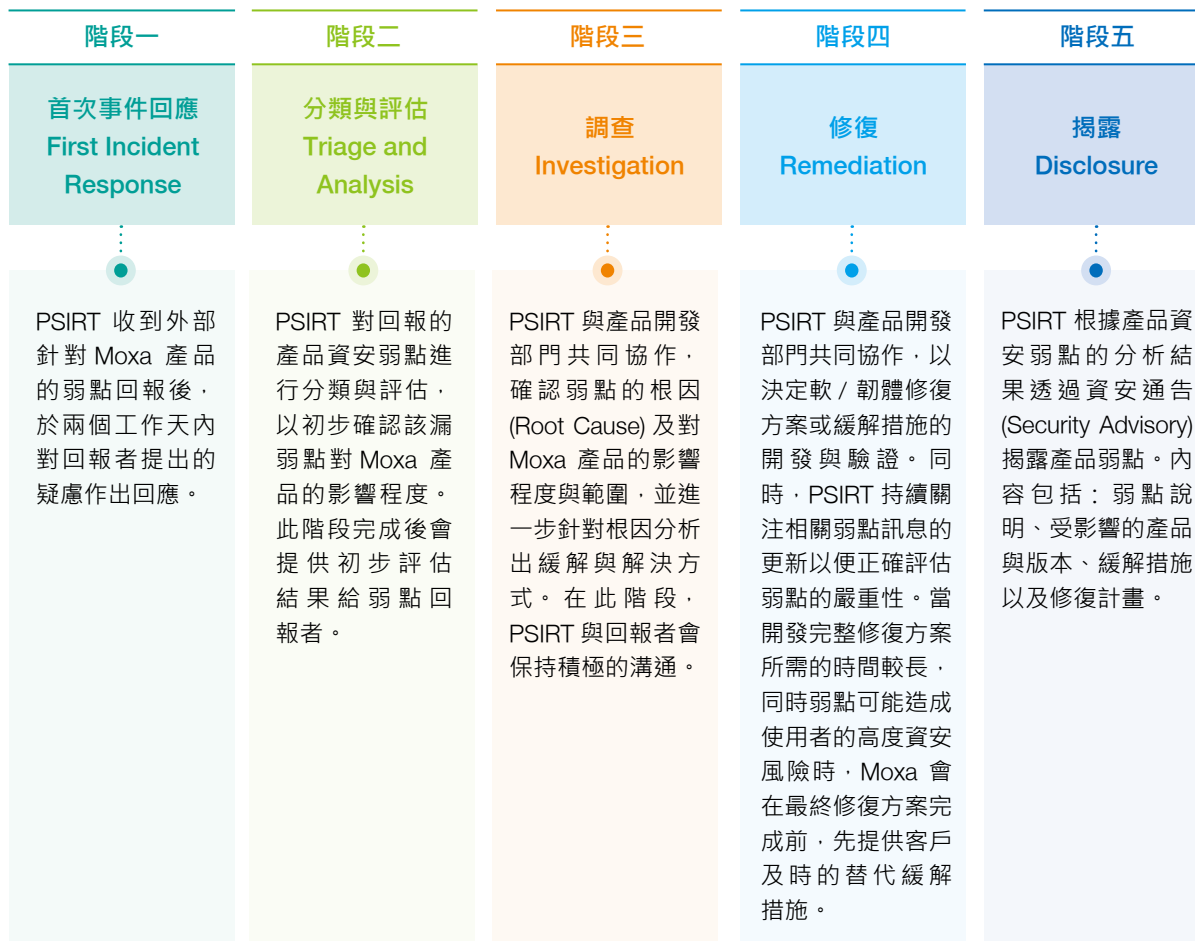 階段一
首次事件回應
First Incident
Response
PSIRT 收到外部
針對 Moxa 產品
的弱點回報後，
於兩個工作天內
對回報者提出的
疑慮作出回應。
階段二
分類與評估
Triage and
Analysis
PSIRT 對回報的
產品資安弱點進
行分類與評估，
以初步確認該漏
弱點對 Moxa 產
品的影響程度。
此階段完成後會
提供初步評估
結果給弱點回
報者。
階段三
調查
Investigation
PSIRT 與產品開發
部門共同協作，
確認弱點的根因
(Root Cause) 及對
Moxa 產品的影響
程度與範圍，並進
一步針對根因分析
出緩解與解決方
式。在此階段，
PSIRT 與回報者會
保持積極的溝通。
階段四
修復
Remediation
PSIRT 與產品開發
部門共同協作，以
決定軟 / 韌體修復
方案或緩解措施的
開發與驗證。同
時，PSIRT 持續關
注相關弱點訊息的
更新以便正確評估
弱點的嚴重性。當
開發完整修復方案
所需的時間較長，
同時弱點可能造成
使用者的高度資安
風險時，Moxa 會
在最終修復方案完
成前，先提供客戶
及時的替代緩解
措施。
階段五
揭露
Disclosure
PSIRT 根據產品資
安弱點的分析結
果透過資安通告
(Security Advisory)
揭露產品弱點。內
容包括：弱點說
明、受影響的產品
與版本、緩解措施
以及修復計畫。